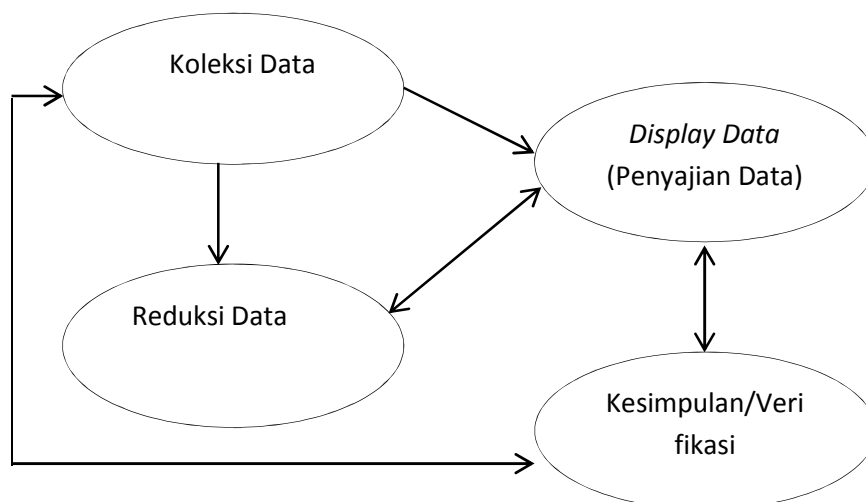 Koleksi Data
Display Data
(Penyajian Data)
Reduksi Data
Kesimpulan/Veri
fikasi